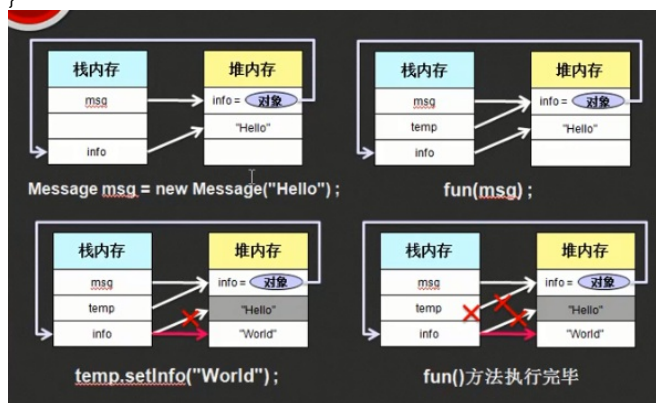 }
栈内存 堆内存
msg info = 对象
"Hello"
info
Message msg = new Message("Hello") ;
栈内存 堆内存
msg info = 对象
temp "Hello"
info
fun(msg) ;
栈内存 堆内存
msg info = 对象
temp "Hello"
info "World"
temp.setInfo("World") ;
栈内存 堆内存
msg info = 对象
temp "Hello"
info "World"
fun()方法执行完毕